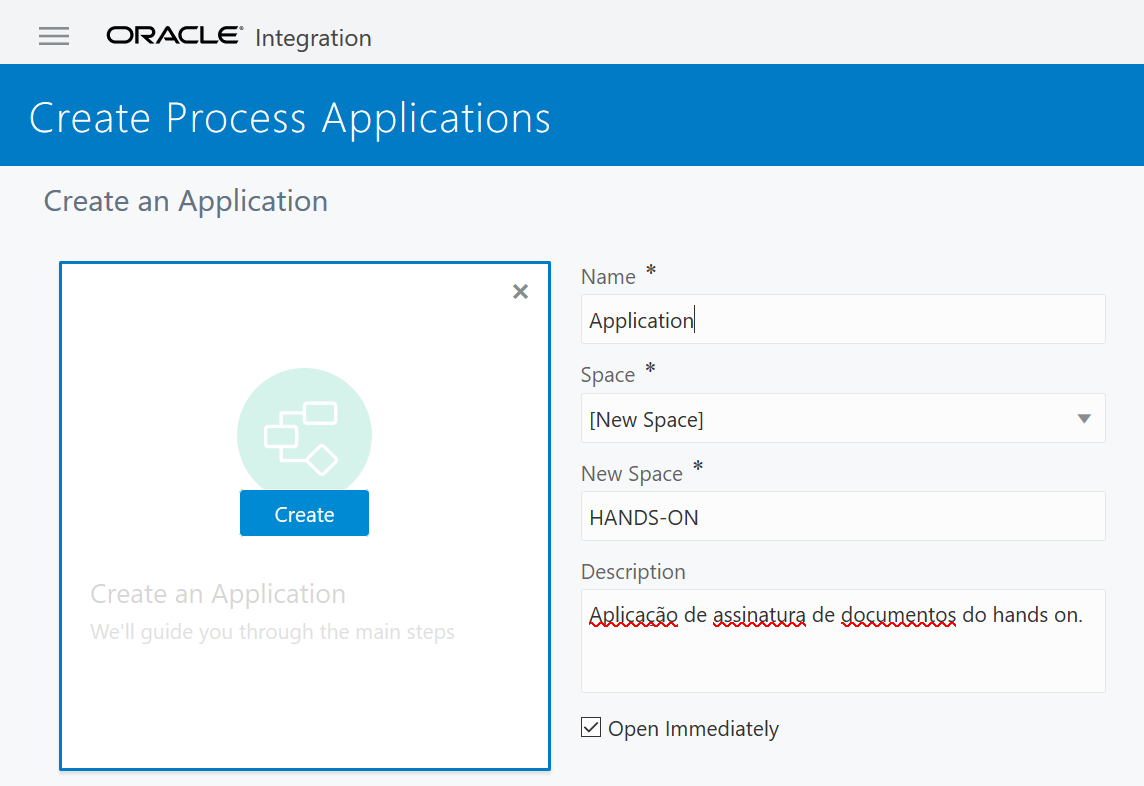 ORACLE® Integration
Create Process Applications
Create an Application
Create
Create an Application
We'll guide you through the main steps
Name *
Application
Space *
[New Space]
New Space *
HANDS-ON
Description
Aplicação de assinatura de documentos do hands on.
Open Immediately